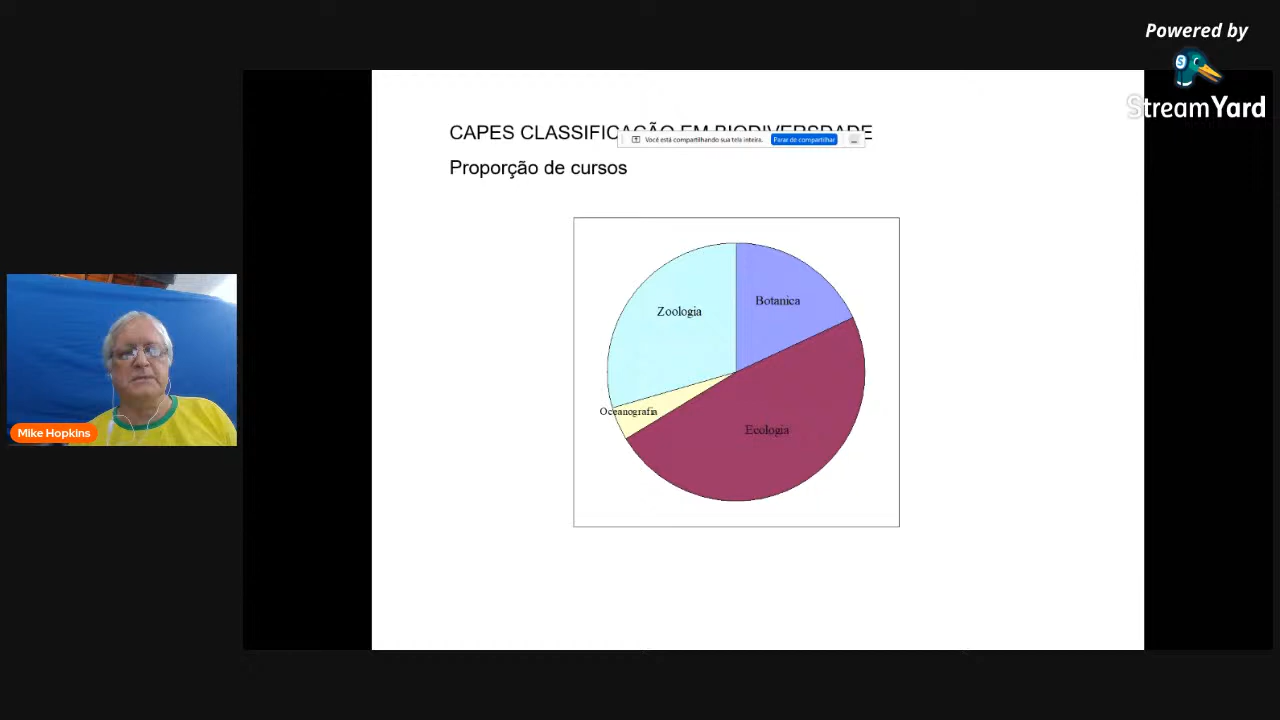 Powered by
StreamYard
CAPES CLASSIFICAÇÃO EM BIODIVERSDADE
Você está compartilhando sua tela inteira.
Parar de compartilhar
Proporção de cursos
Zoologia
Botanica
Oceanografia
Ecologia
Mike Hopkins